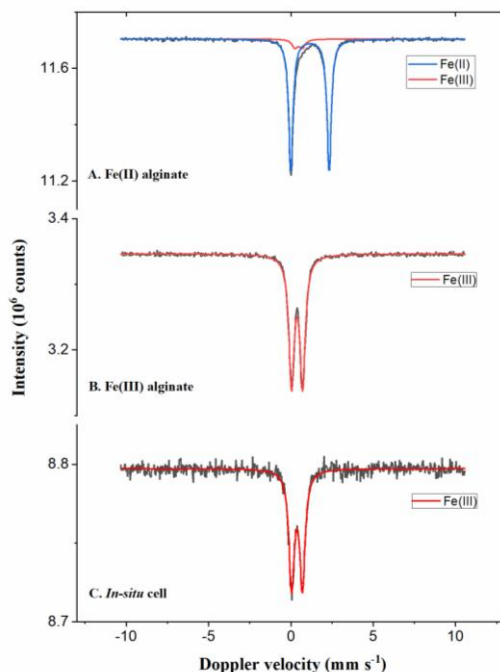 11.6
Fe(II)
Fe(III)
A. Fe(II) alginate
11.2
3.4
Fe(III)
3.2
B. Fe(III) alginate
Intensity (10⁶ counts)
8.8
Fe(III)
C. In-situ cell
8.7
-10 -5 0 5 10
Doppler velocity (mm s⁻¹)